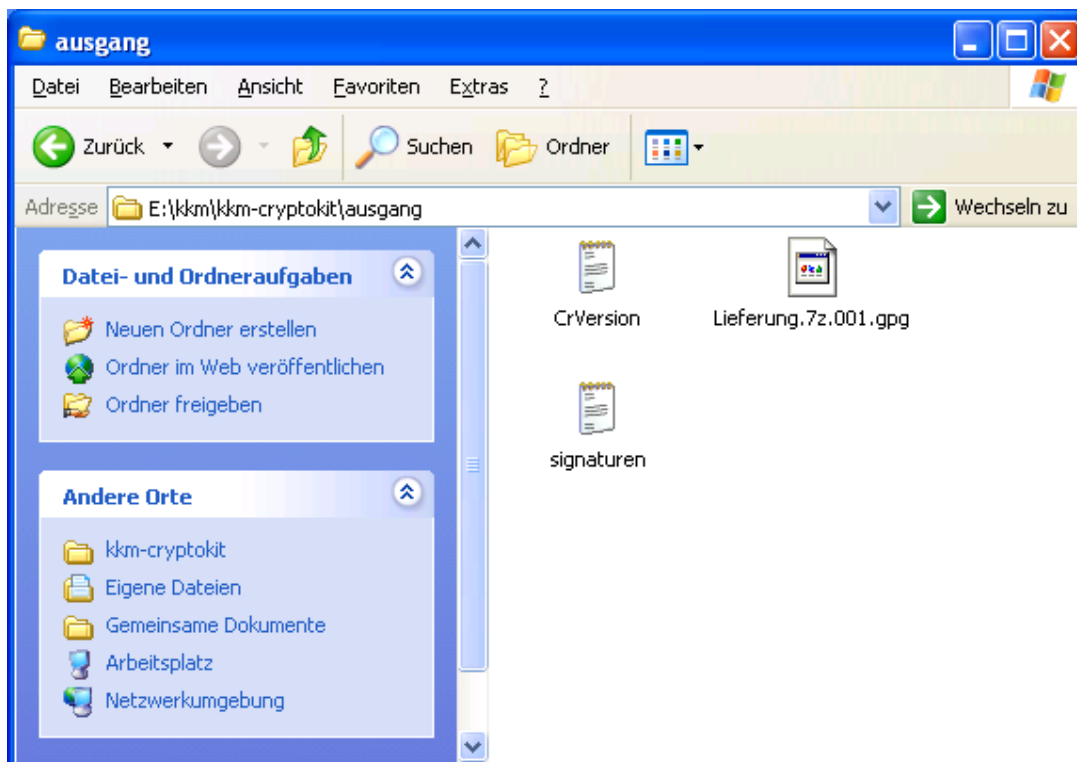 ausgang
Datei Bearbeiten Ansicht Favoriten Extras ?
Zurück Suchen Ordner
Adresse E:\kkm\kkm-cryptokit\ausgang Wechseln zu
Datei- und Ordneraufgaben
Neuen Ordner erstellen
Ordner im Web veröffentlichen
Ordner freigeben
Andere Orte
kkm-cryptokit
Eigene Dateien
Gemeinsame Dokumente
Arbeitsplatz
Netzwerkumgebung
CrVersion
Lieferung.7z.001.gpg
signaturen